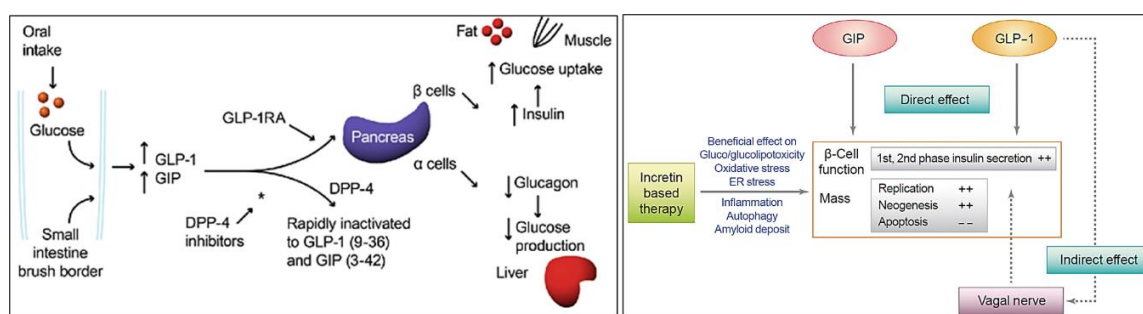 Oral
intake
Glucose
Small
intestine
brush border
↑ GLP-1
↑ GIP
GLP-1RA
DPP-4
*
DPP-4
inhibitors
Rapidly inactivated
to GLP-1 (9-36)
and GIP (3-42)
Pancreas
β cells
α cells
Fat
Muscle
↑ Glucose uptake
↑ Insulin
↓ Glucagon
↓ Glucose
production
Liver
GIP
GLP-1
Direct effect
Incretin
based
therapy
Beneficial effect on
Gluco/glucolipotoxicity
Oxidative stress
ER stress
Inflammation
Autophagy
Amyloid deposit
β-Cell
function
1st, 2nd phase insulin secretion ++
Mass
Replication ++
Neogenesis ++
Apoptosis – –
Indirect effect
Vagal nerve